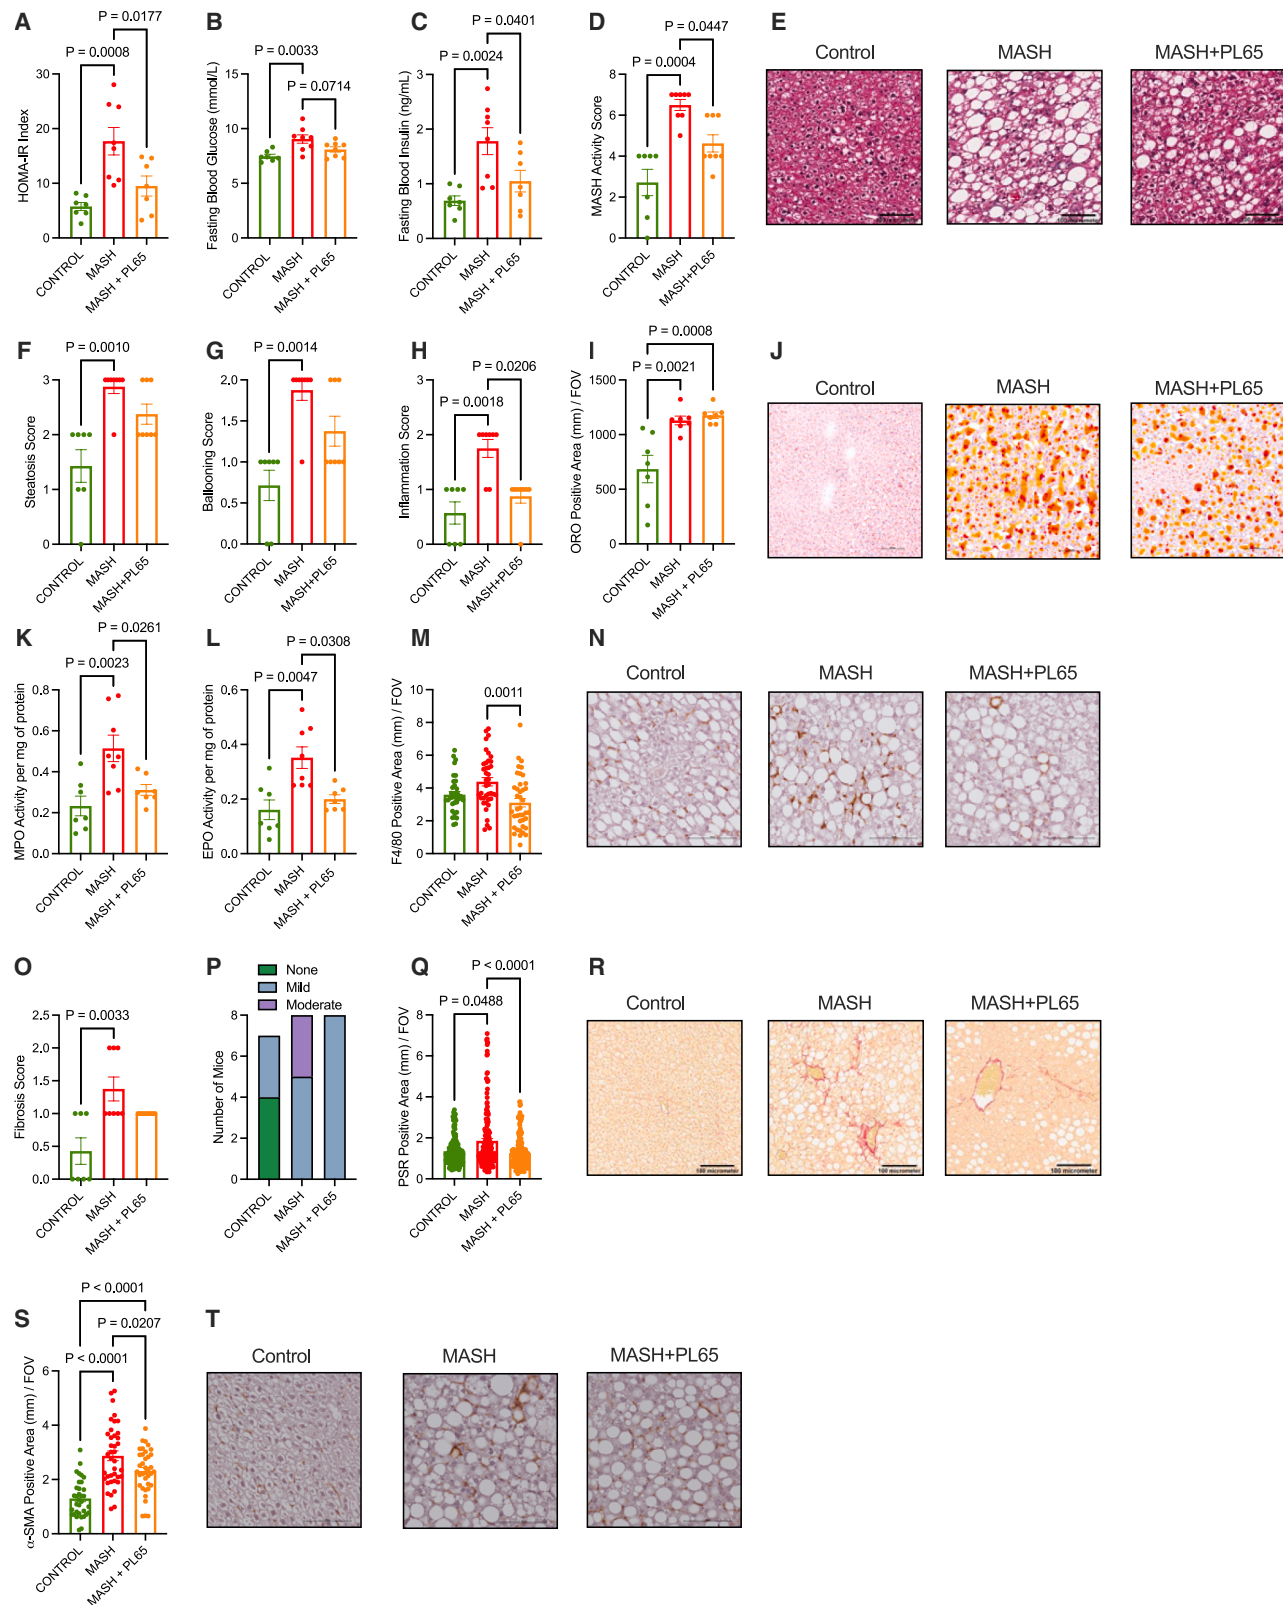 A
P = 0.0177
P = 0.0008
HOMA-IR Index
30
20
10
0
CONTROL
MASH
MASH + PL65
B
P = 0.0033
P = 0.0714
Fasting Blood Glucose (mmol/L)
15
10
5
0
CONTROL
MASH
MASH + PL65
C
P = 0.0401
P = 0.0024
Fasting Blood Insulin (ng/mL)
3
2
1
0
CONTROL
MASH
MASH + PL65
D
P = 0.0447
P = 0.0004
MASH Activity Score
8
6
4
2
0
CONTROL
MASH
MASH+PL65
E
Control
MASH
MASH+PL65
F
P = 0.0010
Steatosis Score
3
2
1
0
CONTROL
MASH
MASH+PL65
G
P = 0.0014
Ballooning Score
2.0
1.5
1.0
0.5
0.0
CONTROL
MASH
MASH+PL65
H
P = 0.0206
P = 0.0018
Inflammation Score
3
2
1
0
CONTROL
MASH
MASH+PL65
I
P = 0.0008
P = 0.0021
ORO Positive Area (mm) / FOV
1500
1000
500
0
CONTROL
MASH
MASH + PL65
J
Control
MASH
MASH+PL65
K
P = 0.0261
P = 0.0023
MPO Activity per mg of protein
0.8
0.6
0.4
0.2
0.0
CONTROL
MASH
MASH + PL65
L
P = 0.0308
P = 0.0047
EPO Activity per mg of protein
0.6
0.4
0.2
0.0
CONTROL
MASH
MASH + PL65
M
0.0011
F4/80 Positive Area (mm) / FOV
10
8
6
4
2
0
CONTROL
MASH
MASH + PL65
N
Control
MASH
MASH+PL65
O
P = 0.0033
Fibrosis Score
2.5
2.0
1.5
1.0
0.5
0.0
CONTROL
MASH
MASH + PL65
P
None
Mild
Moderate
Number of Mice
8
6
4
2
0
CONTROL
MASH
MASH + PL65
Q
P < 0.0001
P = 0.0488
PSR Positive Area (mm) / FOV
8
6
4
2
0
CONTROL
MASH
MASH + PL65
R
Control
MASH
MASH+PL65
100 micrometer
100 micrometer
100 micrometer
S
P < 0.0001
P = 0.0207
P < 0.0001
α-SMA Positive Area (mm) / FOV
6
4
2
0
CONTROL
MASH
MASH + PL65
T
Control
MASH
MASH+PL65